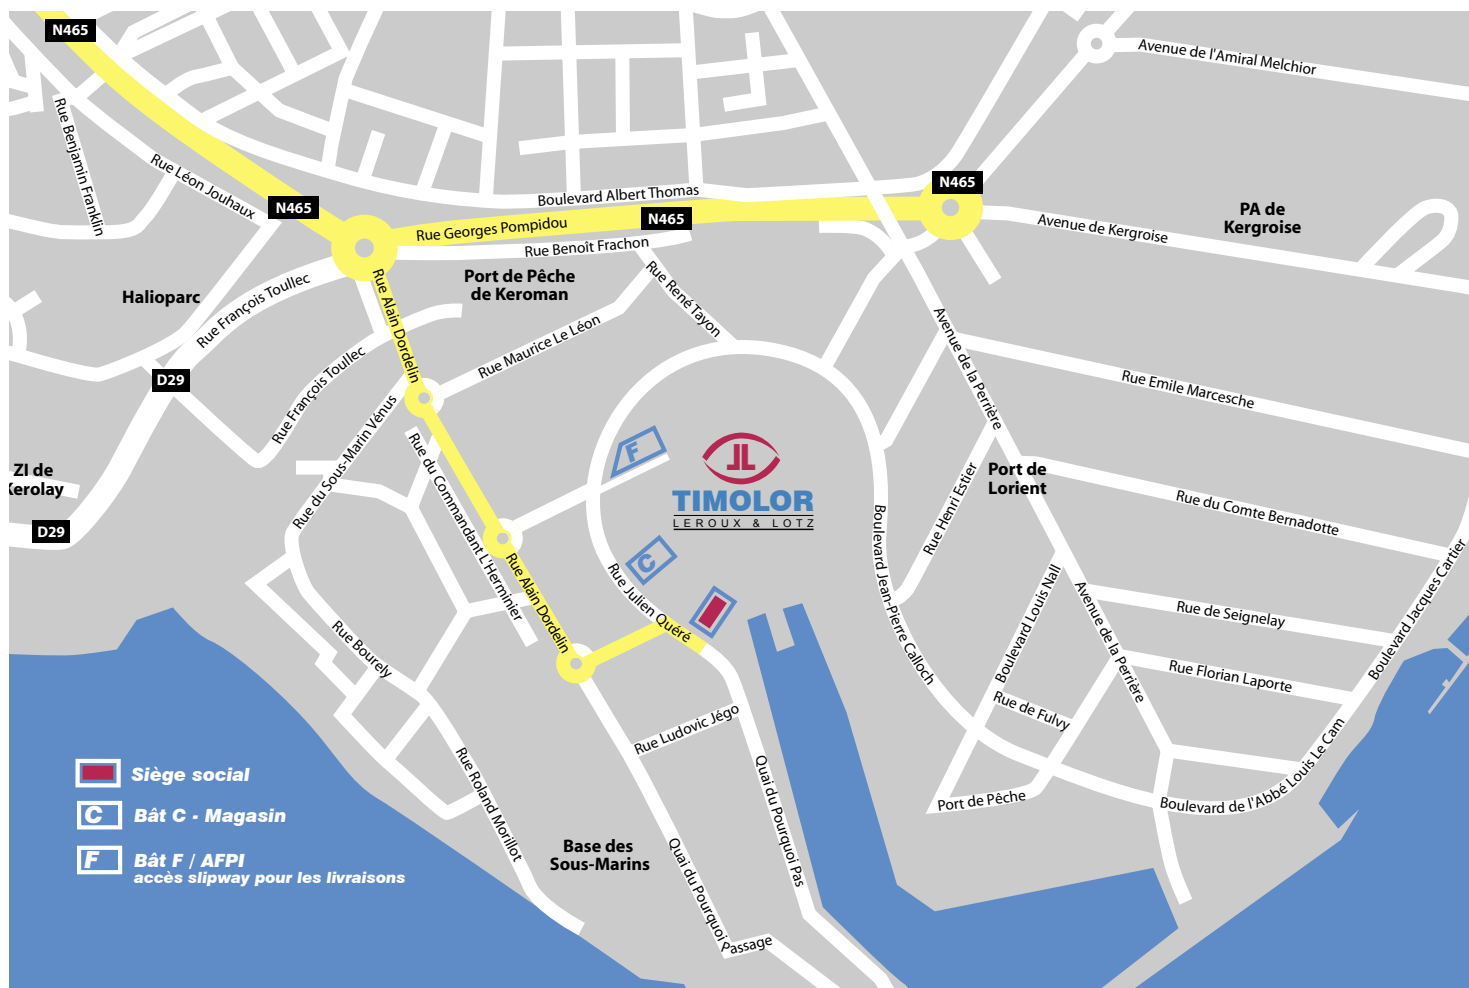 N465
Avenue de l'Amiral Melchior
Rue Benjamin Franklin
Rue Léon Jouhaux
N465
Boulevard Albert Thomas
N465
N465
Rue Georges Pompidou
Rue Benoît Frachon
Avenue de Kergroise
PA de
Kergroise
Halioparc
Rue François Toullec
Rue Alain Dordelin
Port de Pêche
de Keroman
Rue René Tayon
Rue Maurice Le Léon
Avenue de la Perrière
D29
Rue François Toullec
Rue Emile Marcesche
Rue du Sous-Marin Vénus
Rue du Commandant L'Herminier
F
TIMOLOR
LEROUX & LOTZ
ZI de
Kerolay
D29
Port de
Lorient
Rue Henri Estier
Rue du Comte Bernadotte
Boulevard Jean-Pierre Calloch
Rue Alain Dordelin
C
Rue Julien Quéré
Boulevard Louis Nail
Avenue de la Perrière
Rue de Seignelay
Boulevard Jacques Cartier
Rue Bourely
Rue Florian Laporte
Rue de Fulvy
Rue Ludovic Jégo
Rue Roland Morillot
Quai du Pourquoi Pas
Port de Pêche
Boulevard de l'Abbé Louis Le Cam
Siège social
C
Bât C - Magasin
F
Bât F / AFPI
accès slipway pour les livraisons
Base des
Sous-Marins
Quai du Pourquoi
Passage